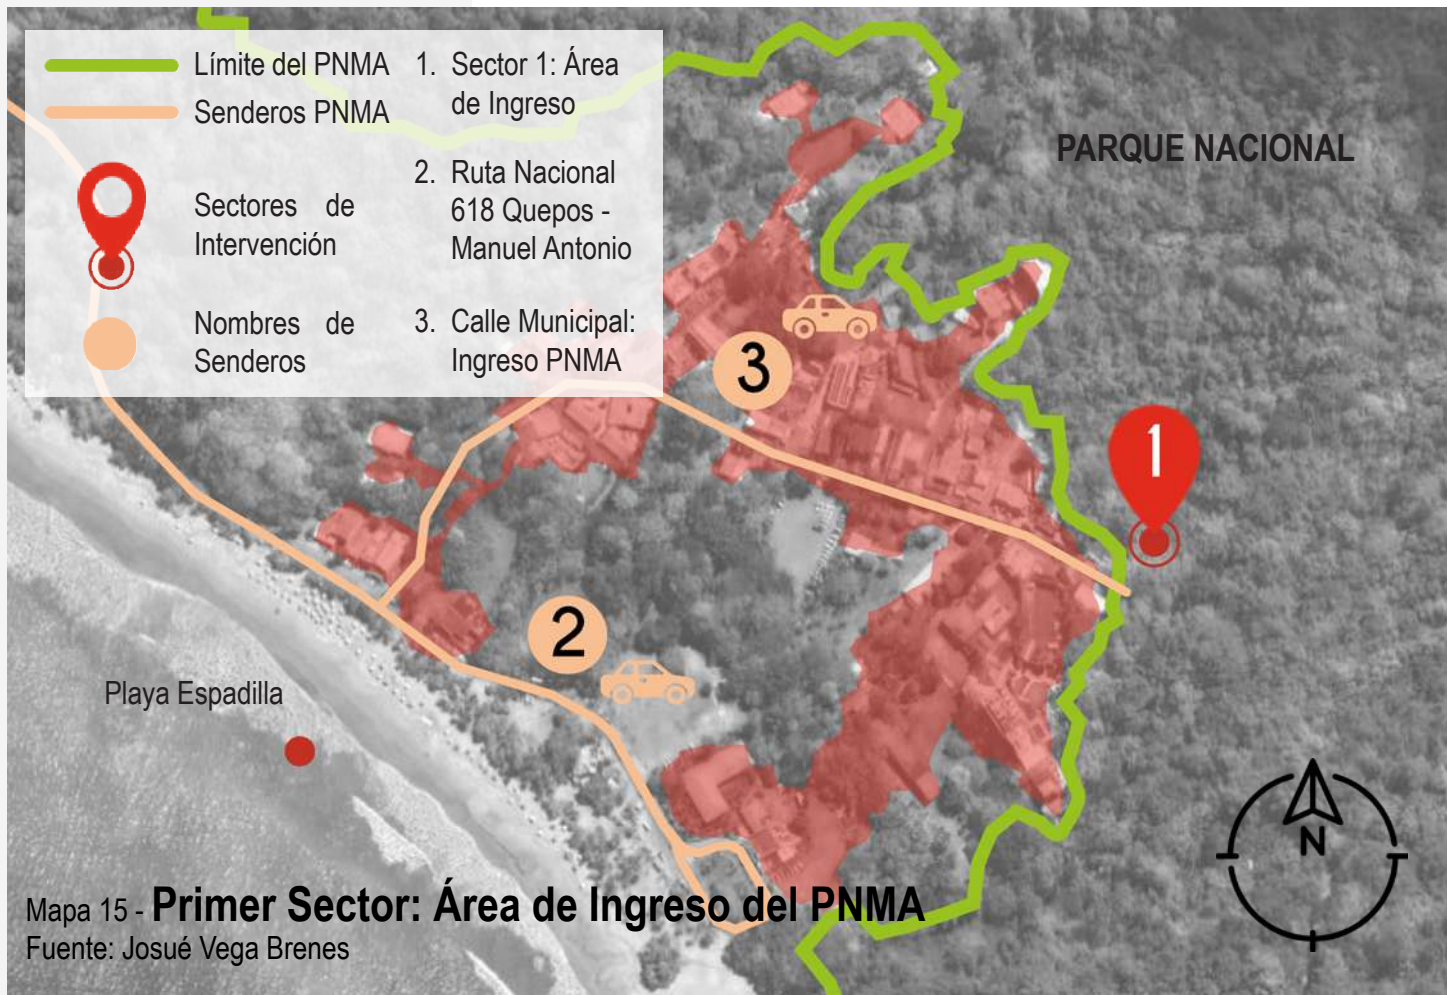 Límite del PNMA
Senderos PNMA
Sectores de
Intervención
Nombres de
Senderos
1. Sector 1: Área
de Ingreso
2. Ruta Nacional
618 Quepos -
Manuel Antonio
3. Calle Municipal:
Ingreso PNMA
PARQUE NACIONAL
3
1
2
Playa Espadilla
N
Mapa 15 - Primer Sector: Área de Ingreso del PNMA
Fuente: Josué Vega Brenes